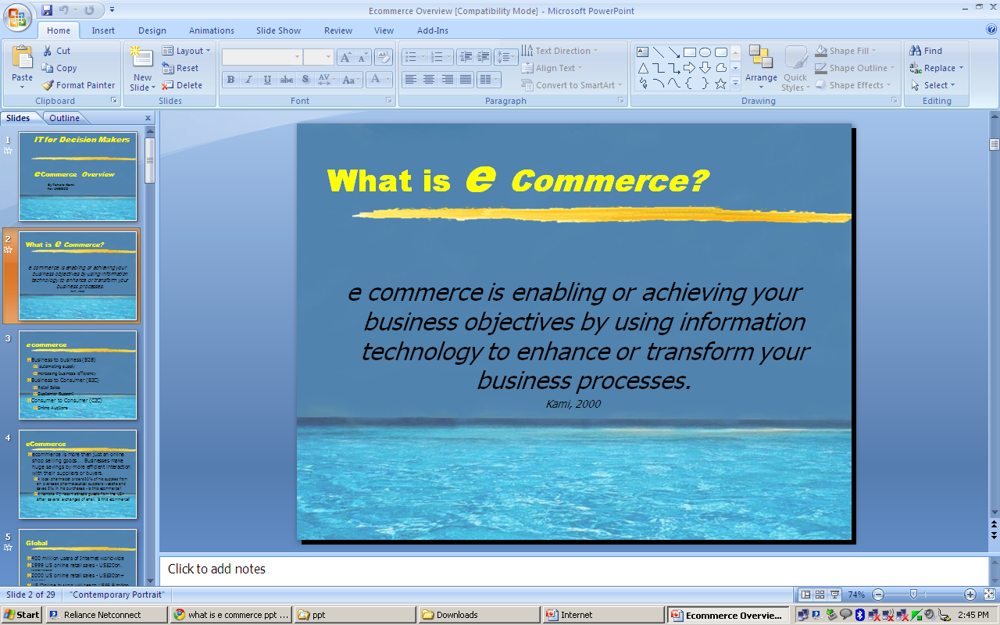 Ecommerce Overview [Compatibility Mode] - Microsoft PowerPoint
Home Insert Design Animations Slide Show Review View Add-Ins
Paste
Cut
Copy
Format Painter
Clipboard
New
Slide
Layout
Reset
Delete
Slides
B I U abc S AV Aa A
Font
Text Direction
Align Text
Convert to SmartArt
Paragraph
Arrange
Quick
Styles
Shape Fill
Shape Outline
Shape Effects
Drawing
Find
Replace
Select
Editing
Slides Outline
1
IT for Decision Makers
eCommerce Overview
2
What is e Commerce?
e commerce is enabling or achieving your
business objectives by using information
technology to enhance or transform your
business processes.
3
ecommerce
Business to business (B2B)
automating supply
increasing business efficiency
Business to Consumer (B2C)
Retail Sales
Customer Support
Consumer to Consumer (C2C)
Online Auctions
4
eCommerce
ecommerce is more then just an online
shop selling goods.... Businesses make
huge savings by more efficient interaction
with their suppliers or buyers.
5
Global
400 million users of Internet worldwide
1999 US online retail sales - US$20bn.
2000 US online retail sales - US$30bn+
What is e Commerce?
e commerce is enabling or achieving your
business objectives by using information
technology to enhance or transform your
business processes.
Kami, 2000
Click to add notes
Slide 2 of 29 "Contemporary Portrait" 74%
Start Reliance Netconnect what is e commerce ppt ... ppt Downloads Internet Ecommerce Overvie... 2:45 PM